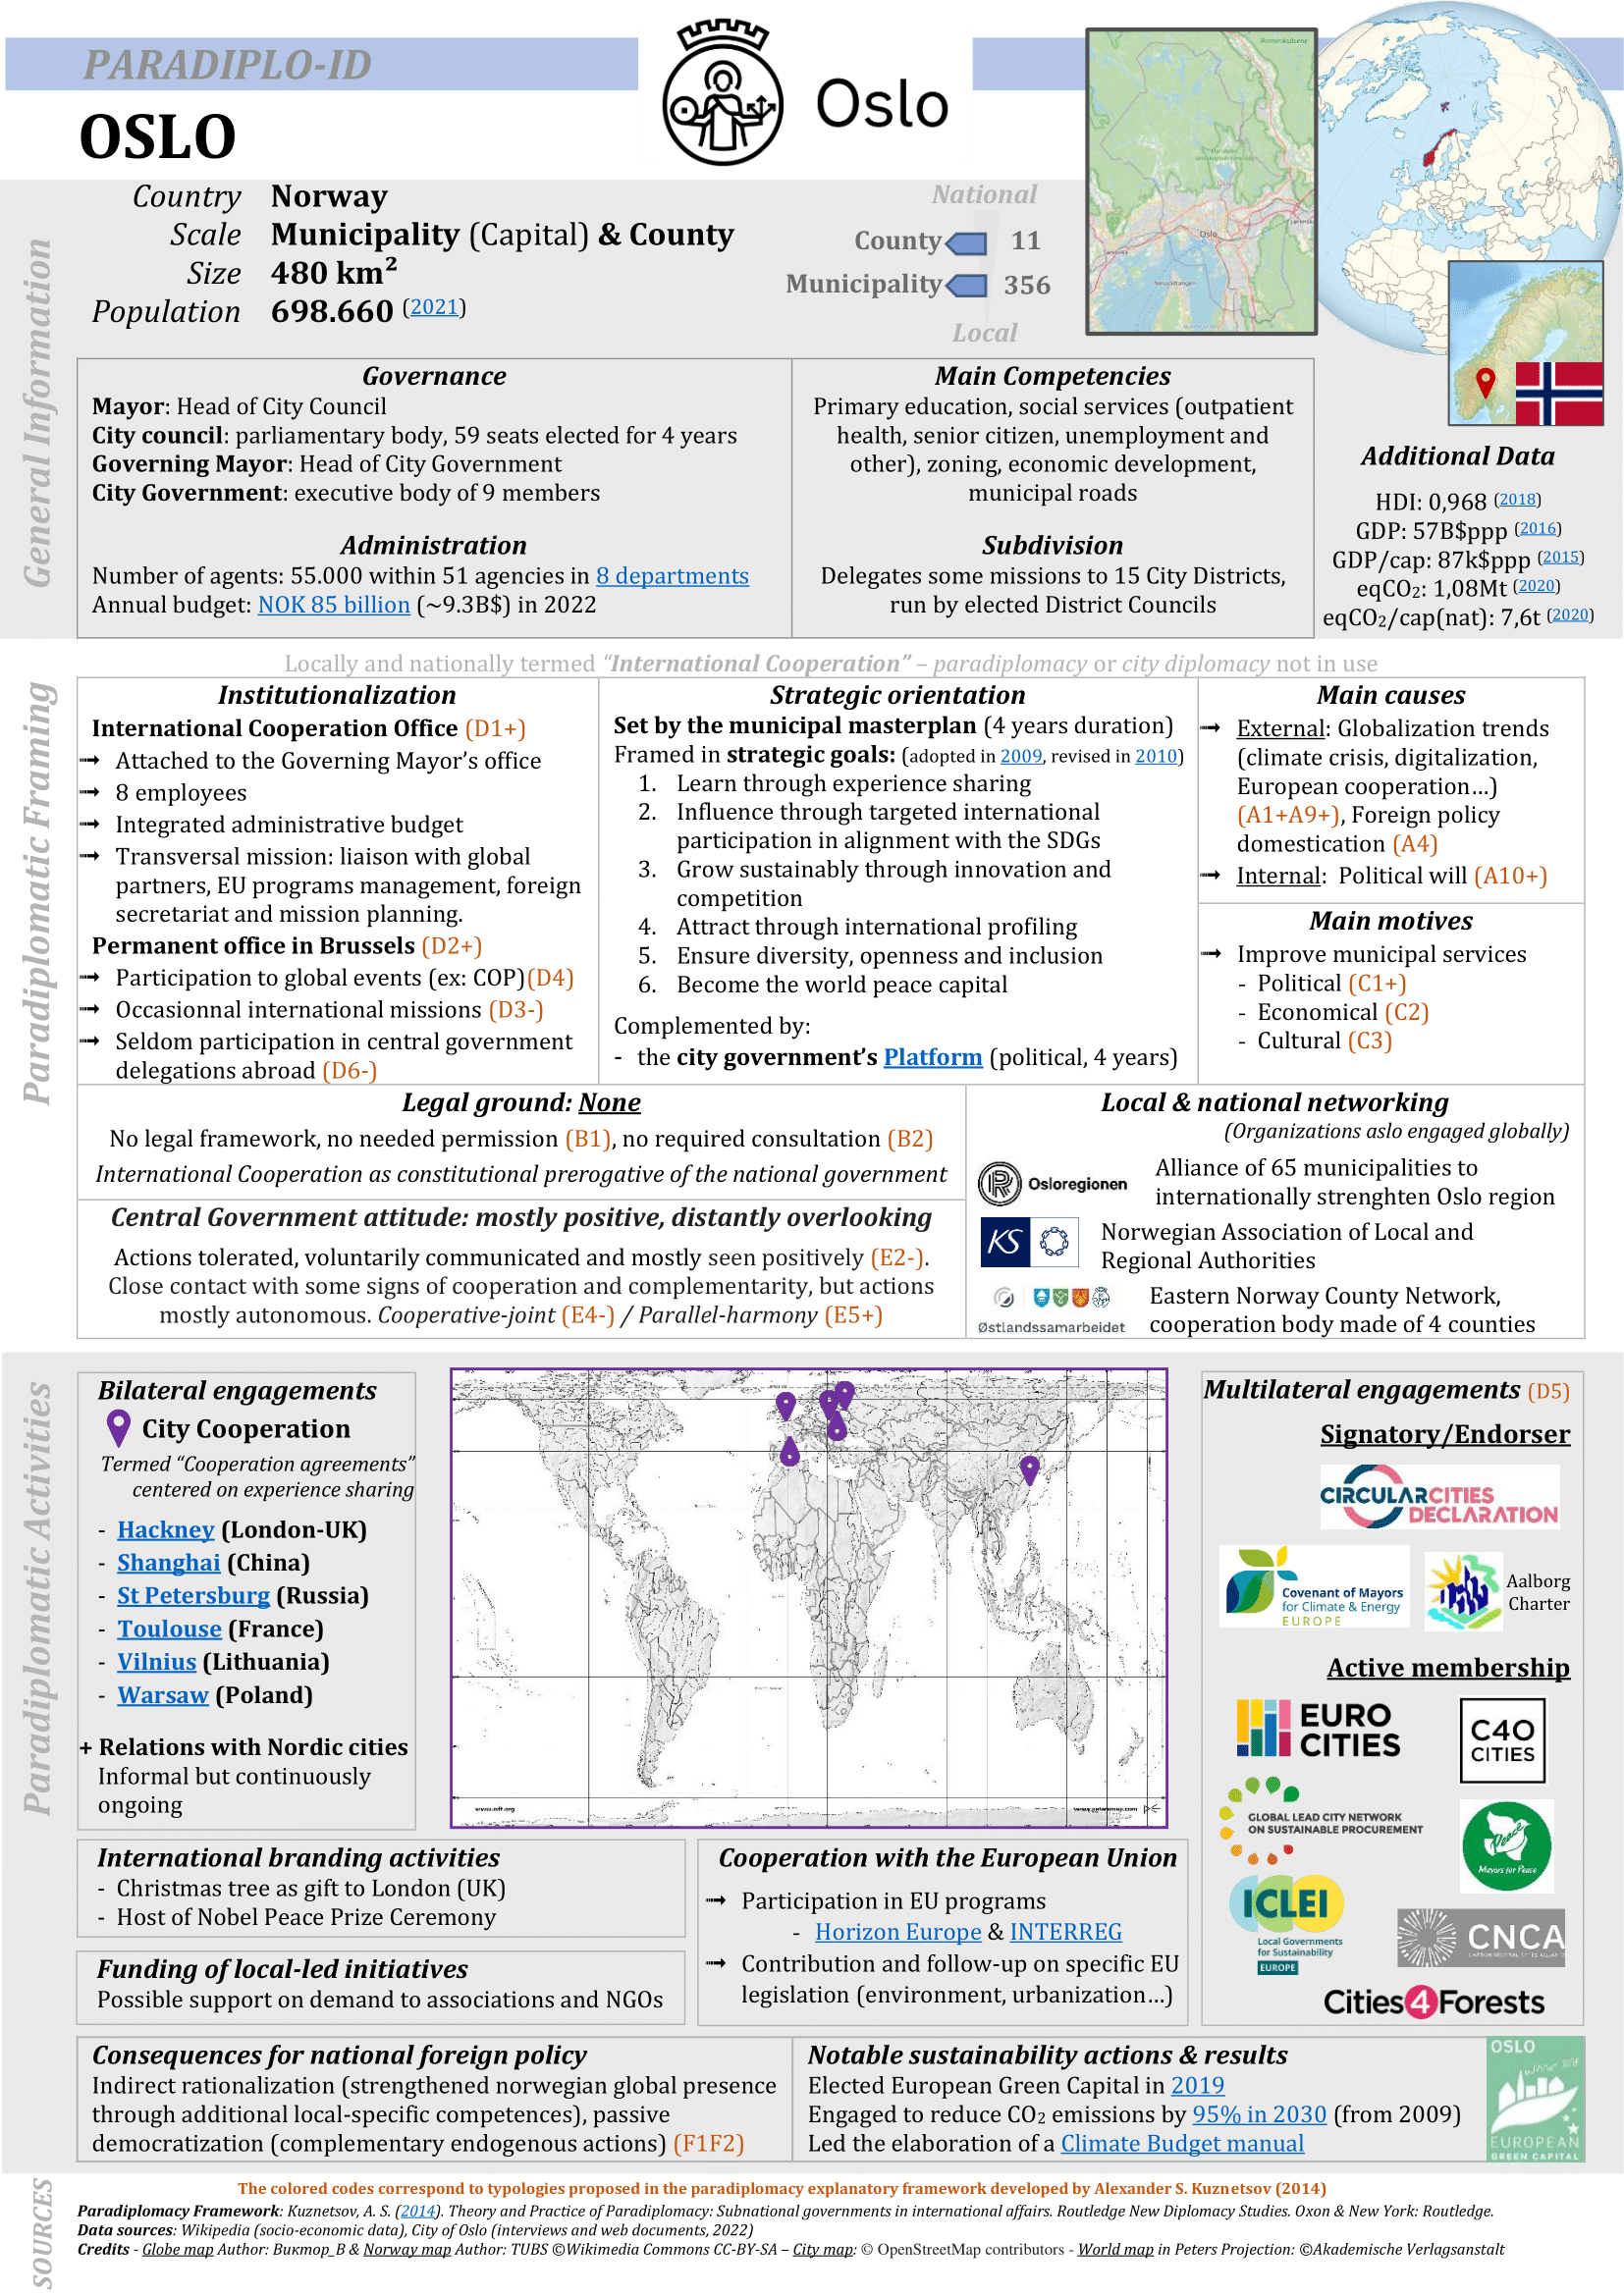 PARADIPLO-ID
OSLO
Oslo
Country Norway
Scale Municipality (Capital) & County
Size 480 km²
Population 698.660 (2021)
National
County 11
Municipality 356
Local
General Information
Governance
Mayor: Head of City Council
City council: parliamentary body, 59 seats elected for 4 years
Governing Mayor: Head of City Government
City Government: executive body of 9 members
Administration
Number of agents: 55.000 within 51 agencies in 8 departments
Annual budget: NOK 85 billion (~9.3B$) in 2022
Main Competencies
Primary education, social services (outpatient
health, senior citizen, unemployment and
other), zoning, economic development,
municipal roads
Subdivision
Delegates some missions to 15 City Districts,
run by elected District Councils
Additional Data
HDI: 0,968 (2018)
GDP: 57B$ppp (2016)
GDP/cap: 87k$ppp (2015)
eqCO₂: 1,08Mt (2020)
eqCO₂/cap(nat): 7,6t (2020)
Paradiplomatic Framing
Locally and nationally termed “International Cooperation” – paradiplomacy or city diplomacy not in use
Institutionalization
International Cooperation Office (D1+)
→ Attached to the Governing Mayor’s office
→ 8 employees
→ Integrated administrative budget
→ Transversal mission: liaison with global
partners, EU programs management, foreign
secretariat and mission planning.
Permanent office in Brussels (D2+)
→ Participation to global events (ex: COP)(D4)
→ Occasionnal international missions (D3-)
→ Seldom participation in central government
delegations abroad (D6-)
Strategic orientation
Set by the municipal masterplan (4 years duration)
Framed in strategic goals: (adopted in 2009, revised in 2010)
1. Learn through experience sharing
2. Influence through targeted international
participation in alignment with the SDGs
3. Grow sustainably through innovation and
competition
4. Attract through international profiling
5. Ensure diversity, openness and inclusion
6. Become the world peace capital
Complemented by:
- the city government’s Platform (political, 4 years)
Main causes
→ External: Globalization trends
(climate crisis, digitalization,
European cooperation…)
(A1+A9+), Foreign policy
domestication (A4)
→ Internal: Political will (A10+)
Main motives
→ Improve municipal services
- Political (C1+)
- Economical (C2)
- Cultural (C3)
Legal ground: None
No legal framework, no needed permission (B1), no required consultation (B2)
International Cooperation as constitutional prerogative of the national government
Central Government attitude: mostly positive, distantly overlooking
Actions tolerated, voluntarily communicated and mostly seen positively (E2-).
Close contact with some signs of cooperation and complementarity, but actions
mostly autonomous. Cooperative-joint (E4-) / Parallel-harmony (E5+)
Local & national networking
(Organizations aslo engaged globally)
Osloregionen
Alliance of 65 municipalities to
internationally strenghten Oslo region
KS
Norwegian Association of Local and
Regional Authorities
Østlandssamarbeidet
Eastern Norway County Network,
cooperation body made of 4 counties
Paradiplomatic Activities
Bilateral engagements
City Cooperation
Termed “Cooperation agreements”
centered on experience sharing
- Hackney (London-UK)
- Shanghai (China)
- St Petersburg (Russia)
- Toulouse (France)
- Vilnius (Lithuania)
- Warsaw (Poland)
+ Relations with Nordic cities
Informal but continuously
ongoing
Multilateral engagements (D5)
Signatory/Endorser
CIRCULARCITIES
DECLARATION
Covenant of Mayors
for Climate & Energy
EUROPE
Aalborg
Charter
Active membership
EURO
CITIES
C40
CITIES
GLOBAL LEAD CITY NETWORK
ON SUSTAINABLE PROCUREMENT
Peace
Mayors for Peace
ICLEI
Local Governments
for Sustainability
EUROPE
CNCA
Cities4Forests
International branding activities
- Christmas tree as gift to London (UK)
- Host of Nobel Peace Prize Ceremony
Funding of local-led initiatives
Possible support on demand to associations and NGOs
Cooperation with the European Union
→ Participation in EU programs
- Horizon Europe & INTERREG
→ Contribution and follow-up on specific EU
legislation (environment, urbanization…)
Consequences for national foreign policy
Indirect rationalization (strengthened norwegian global presence
through additional local-specific competences), passive
democratization (complementary endogenous actions) (F1F2)
Notable sustainability actions & results
Elected European Green Capital in 2019
Engaged to reduce CO₂ emissions by 95% in 2030 (from 2009)
Led the elaboration of a Climate Budget manual
OSLO
EUROPEAN
GREEN CAPITAL
SOURCES
The colored codes correspond to typologies proposed in the paradiplomacy explanatory framework developed by Alexander S. Kuznetsov (2014)
Paradiplomacy Framework: Kuznetsov, A. S. (2014). Theory and Practice of Paradiplomacy: Subnational governments in international affairs. Routledge New Diplomacy Studies. Oxon & New York: Routledge.
Data sources: Wikipedia (socio-economic data), City of Oslo (interviews and web documents, 2022)
Credits - Globe map Author: Виктор_В & Norway map Author: TUBS ©Wikimedia Commons CC-BY-SA – City map: © OpenStreetMap contributors - World map in Peters Projection: ©Akademische Verlagsanstalt